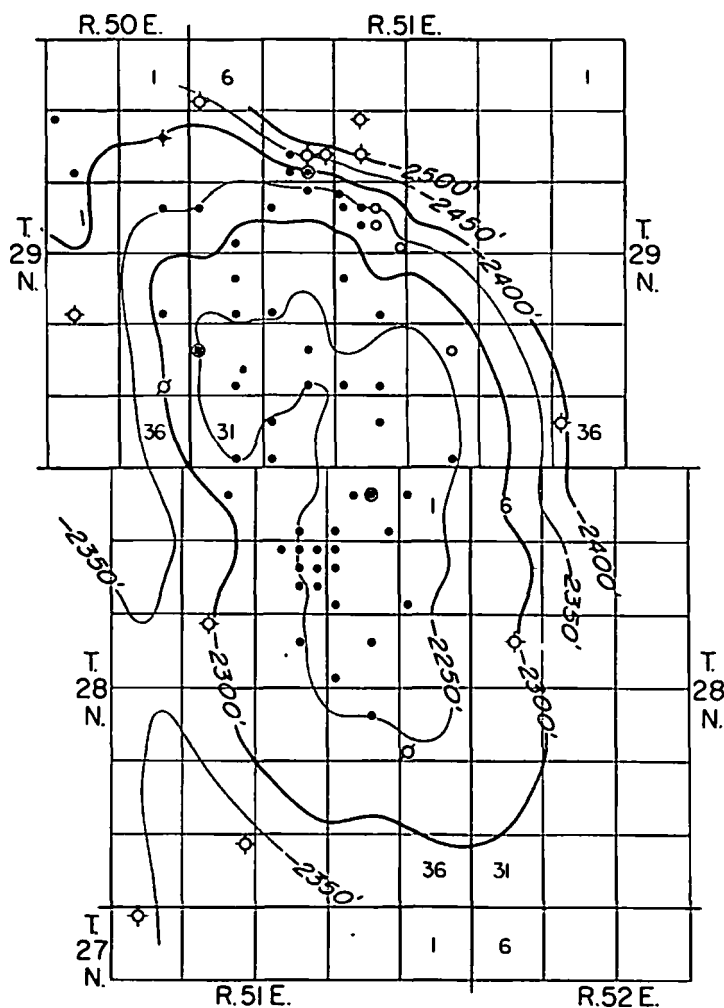 R. 50 E. R. 51 E.
1 6 1
-2500'
-2450'
T. 29 N. T. 29 N.
-2400'
36 31 36
1 6
-2350' -2400'
-2350'
T. 28 N. -2300' -2250' -2300' T. 28 N.
-2350'
36 31
T. 27 N. 1 6
R. 51 E. R. 52 E.